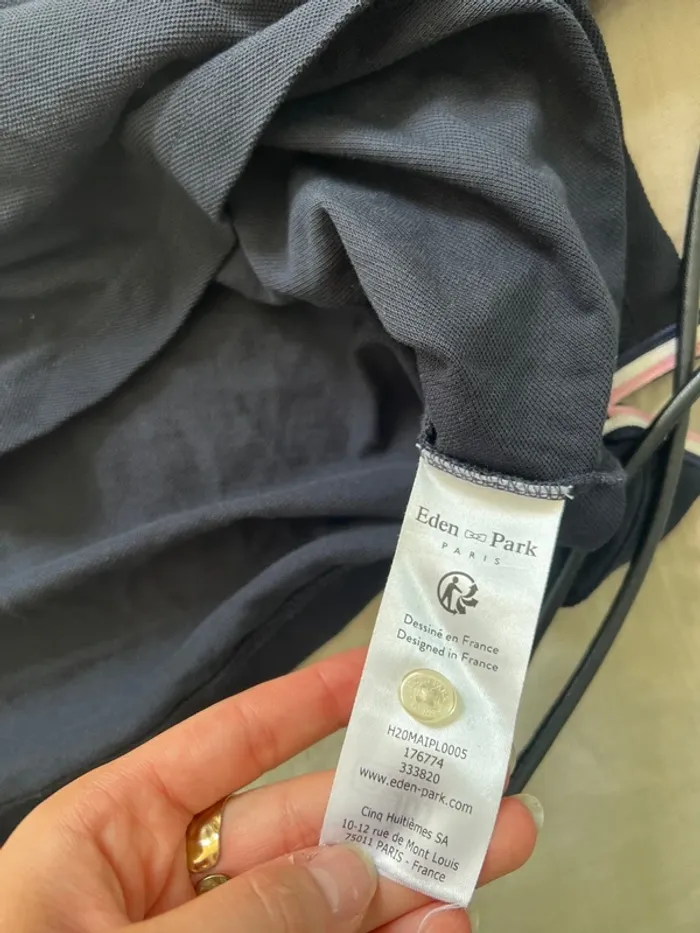 Eden Park
PARIS
Dessiné en France
Designed in France
H20MAIPL0005
176774
333820
www.eden-park.com
Cinq Huitièmes SA
10-12 rue de Mont Louis
75011 PARIS - France